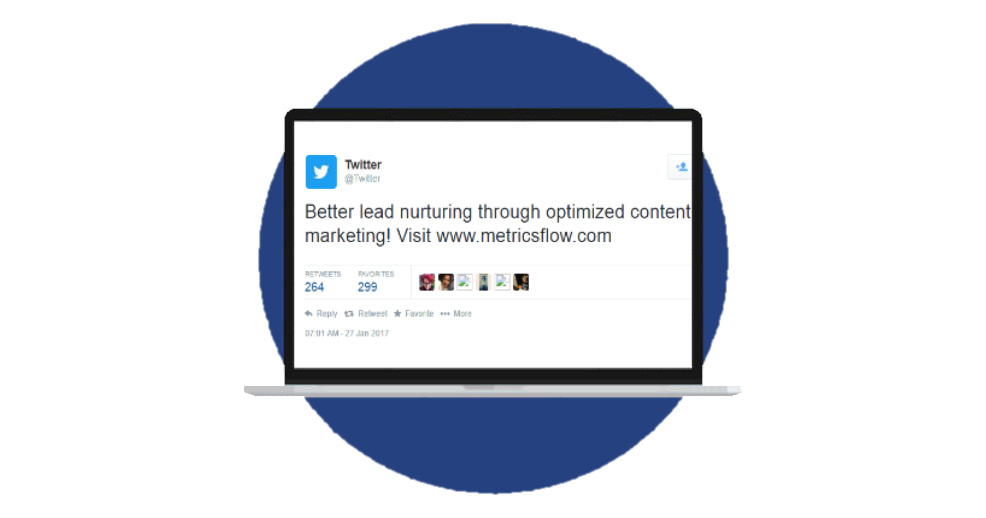 Twitter
@Twitter
Better lead nurturing through optimized content
marketing! Visit www.metricsflow.com
RETWEETS FAVORITES
264 299
Reply Retweet Favorite More
07:01 AM - 27 Jan 2017